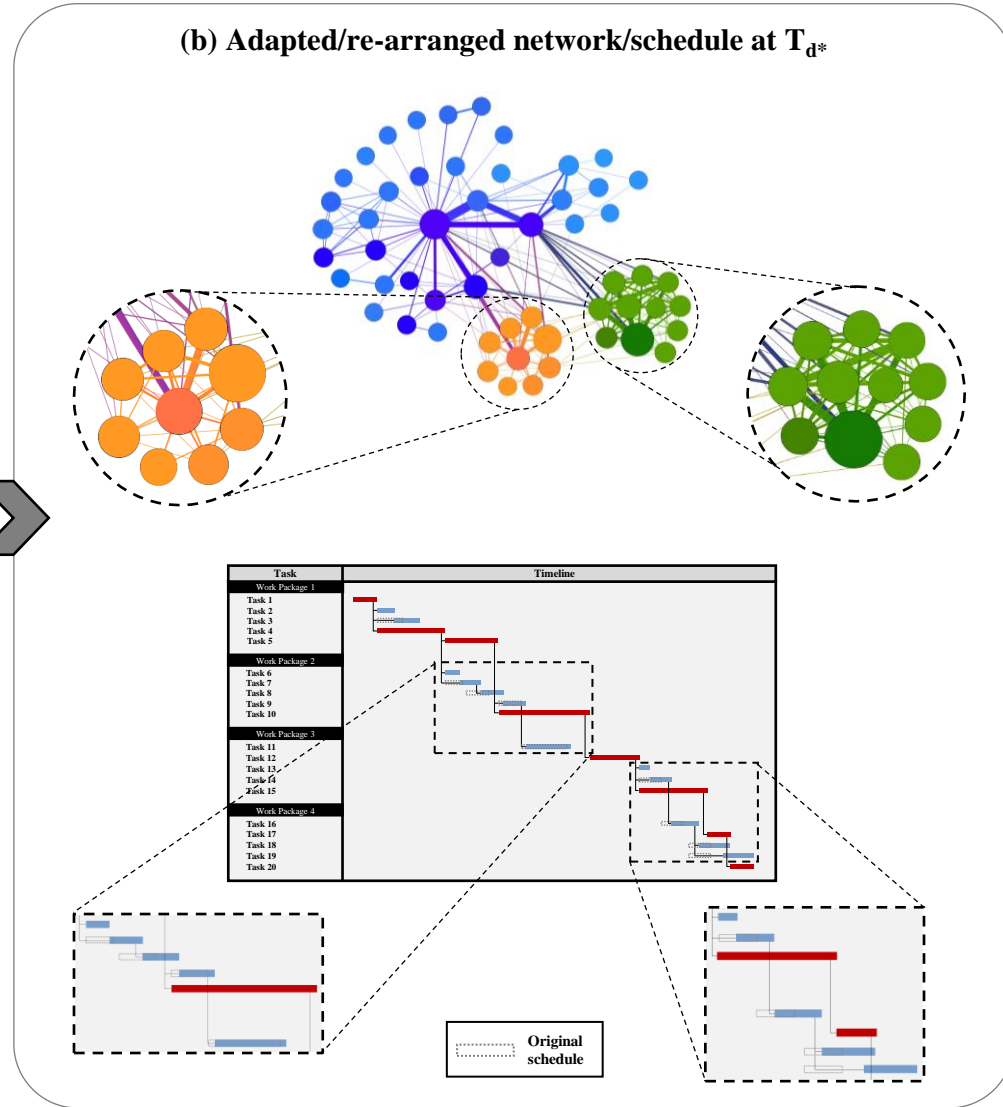 (b) Adapted/re-arranged network/schedule at T_d*
Task Timeline
Work Package 1
Task 1
Task 2
Task 3
Task 4
Task 5
Work Package 2
Task 6
Task 7
Task 8
Task 9
Task 10
Work Package 3
Task 11
Task 12
Task 13
Task 14
Task 15
Work Package 4
Task 16
Task 17
Task 18
Task 19
Task 20
Original
schedule